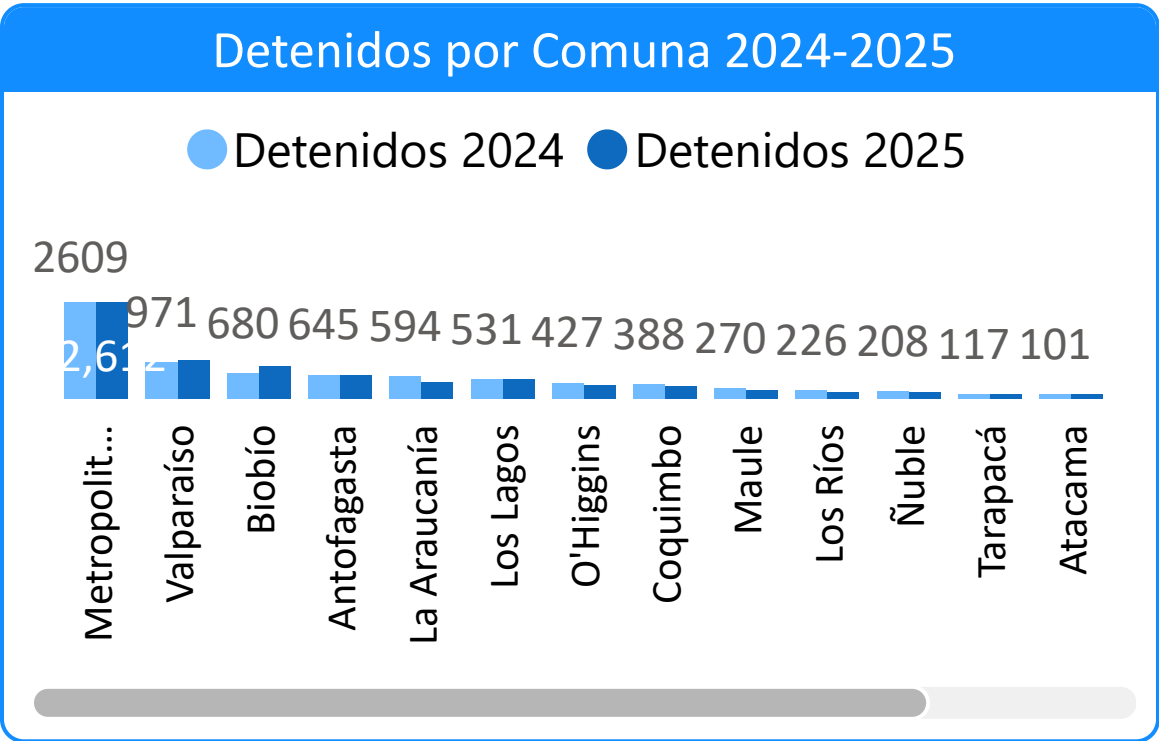 Detenidos por Comuna 2024-2025
Detenidos 2024 Detenidos 2025
2609
971 680 645 594 531 427 388 270 226 208 117 101
2,612
Metropolit...
Valparaíso
Biobío
Antofagasta
La Araucanía
Los Lagos
O'Higgins
Coquimbo
Maule
Los Ríos
Ñuble
Tarapacá
Atacama